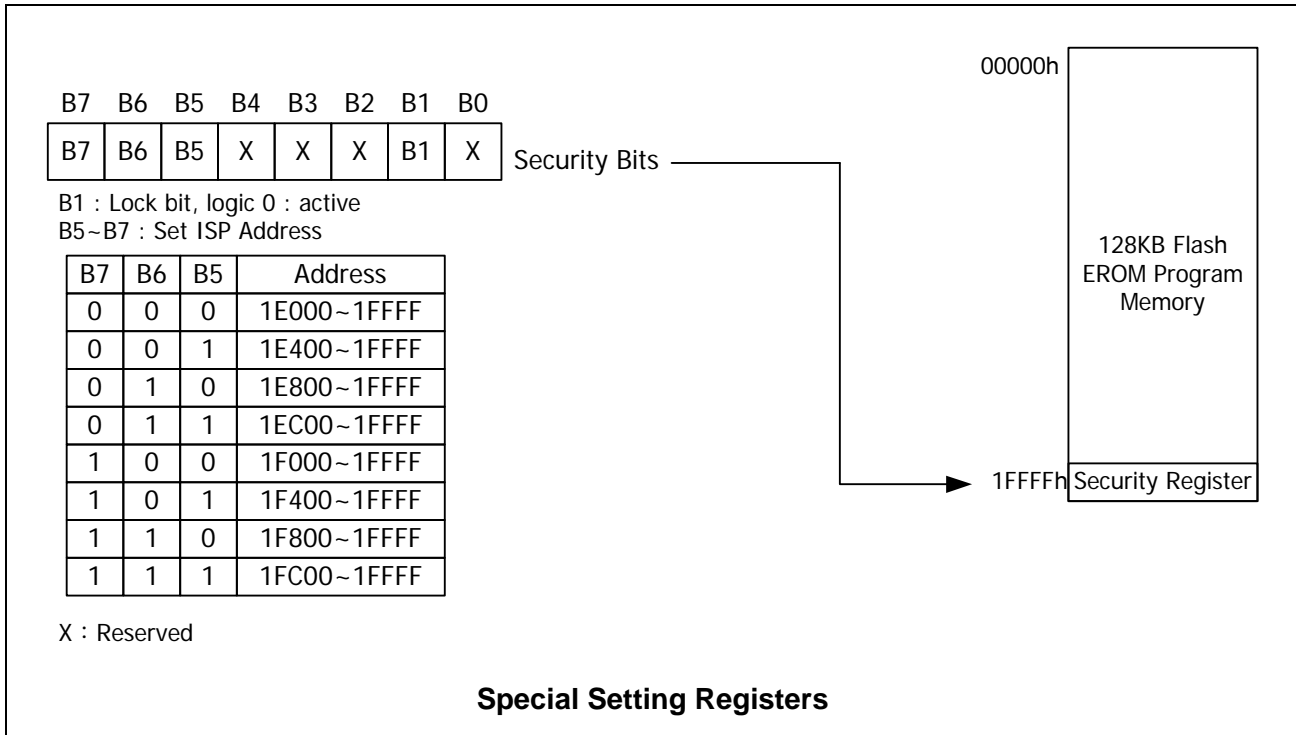 B7 B6 B5 B4 B3 B2 B1 B0
B7 B6 B5 X X X B1 X
Security Bits
B1 : Lock bit, logic 0 : active
B5~B7 : Set ISP Address
B7 B6 B5 Address
0 0 0 1E000~1FFFF
0 0 1 1E400~1FFFF
0 1 0 1E800~1FFFF
0 1 1 1EC00~1FFFF
1 0 0 1F000~1FFFF
1 0 1 1F400~1FFFF
1 1 0 1F800~1FFFF
1 1 1 1FC00~1FFFF
X : Reserved
00000h
128KB Flash
EROM Program
Memory
1FFFFh Security Register
Special Setting Registers